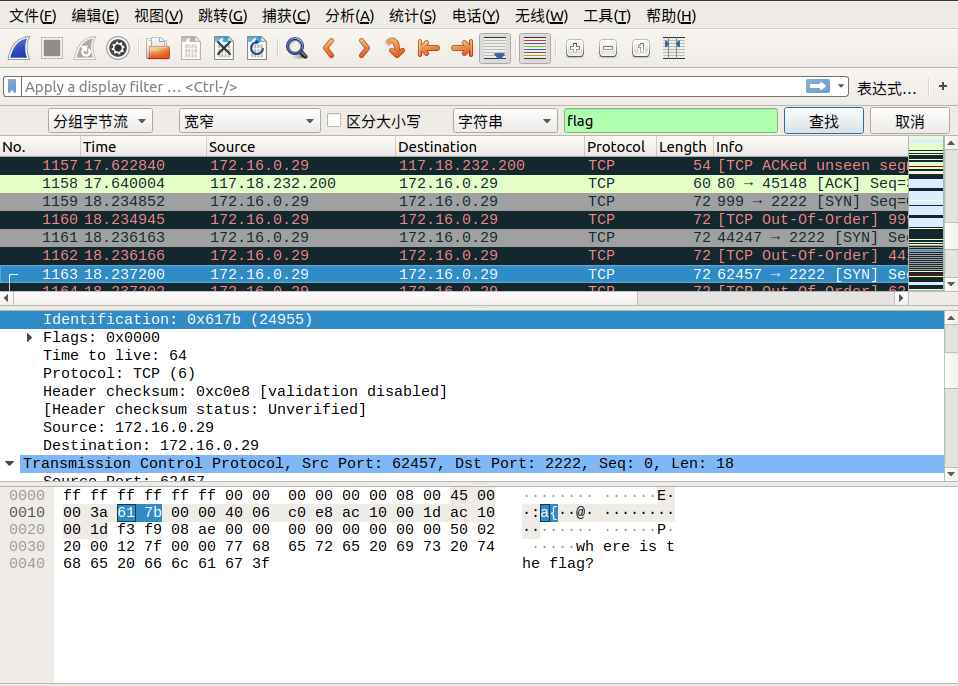 文件(F) 编辑(E) 视图(V) 跳转(G) 捕获(C) 分析(A) 统计(S) 电话(Y) 无线(W) 工具(T) 帮助(H)
Apply a display filter … <Ctrl-/> 表达式… +
分组字节流 宽窄 区分大小写 字符串 flag 查找 取消
No. Time Source Destination Protocol Length Info
1157 17.622840 172.16.0.29 117.18.232.200 TCP 54 [TCP ACKed unseen seg
1158 17.640004 117.18.232.200 172.16.0.29 TCP 60 80 → 45148 [ACK] Seq=
1159 18.234852 172.16.0.29 172.16.0.29 TCP 72 999 → 2222 [SYN] Seq=
1160 18.234945 172.16.0.29 172.16.0.29 TCP 72 [TCP Out-Of-Order] 99
1161 18.236163 172.16.0.29 172.16.0.29 TCP 72 44247 → 2222 [SYN] Se
1162 18.236166 172.16.0.29 172.16.0.29 TCP 72 [TCP Out-Of-Order] 44
1163 18.237200 172.16.0.29 172.16.0.29 TCP 72 62457 → 2222 [SYN] Se
1164 18.237202 172.16.0.29 172.16.0.29 TCP 72 [TCP Out-Of-Order] 62
Identification: 0x617b (24955)
Flags: 0x0000
Time to live: 64
Protocol: TCP (6)
Header checksum: 0xc0e8 [validation disabled]
[Header checksum status: Unverified]
Source: 172.16.0.29
Destination: 172.16.0.29
Transmission Control Protocol, Src Port: 62457, Dst Port: 2222, Seq: 0, Len: 18
Source Port: 62457
0000 ff ff ff ff ff ff 00 00 00 00 00 00 08 00 45 00 ········ ······E·
0010 00 3a 61 7b 00 00 40 06 c0 e8 ac 10 00 1d ac 10 ·:a{··@· ········
0020 00 1d f3 f9 08 ae 00 00 00 00 00 00 00 00 50 02 ········ ······P·
0030 20 00 12 7f 00 00 77 68 65 72 65 20 69 73 20 74 ·····wh ere is t
0040 68 65 20 66 6c 61 67 3f he flag?